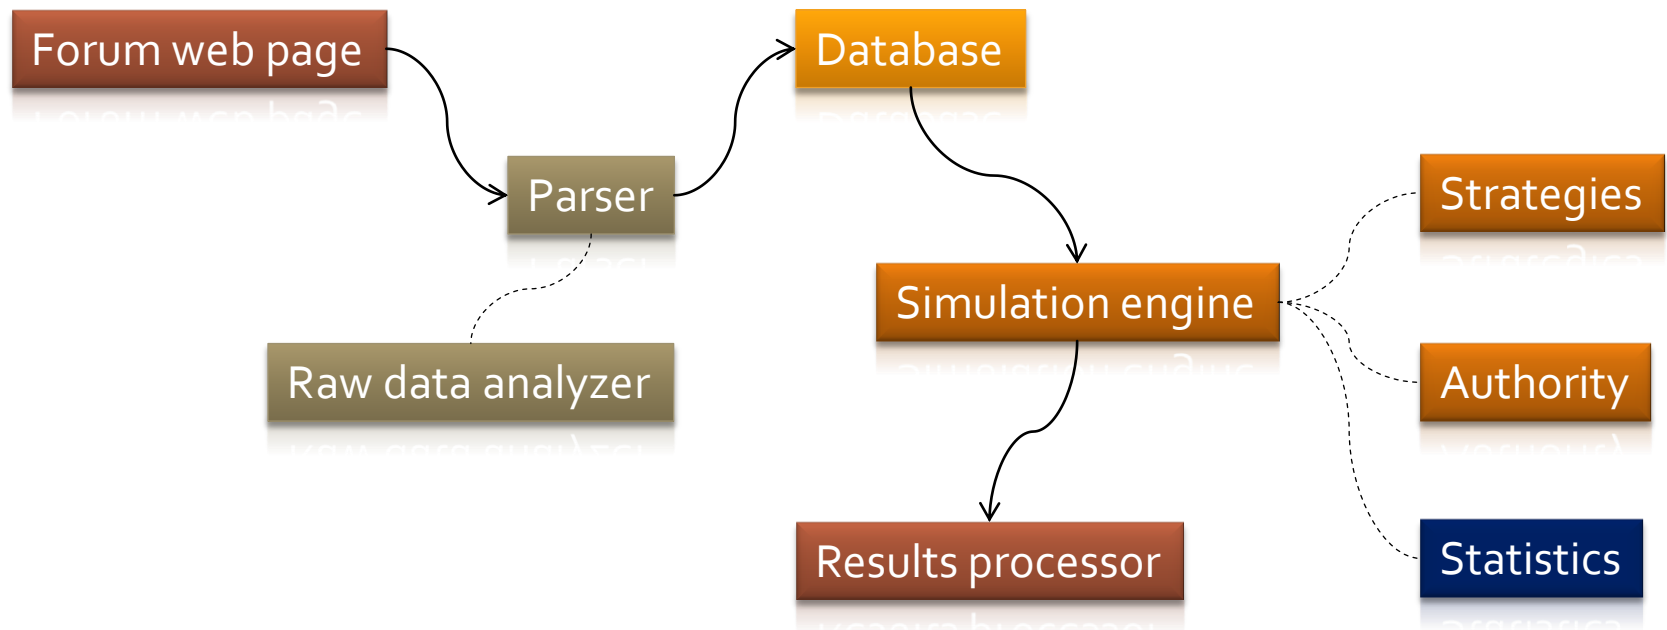 Forum web page
Database
Parser
Strategies
Simulation engine
Raw data analyzer
Authority
Results processor
Statistics